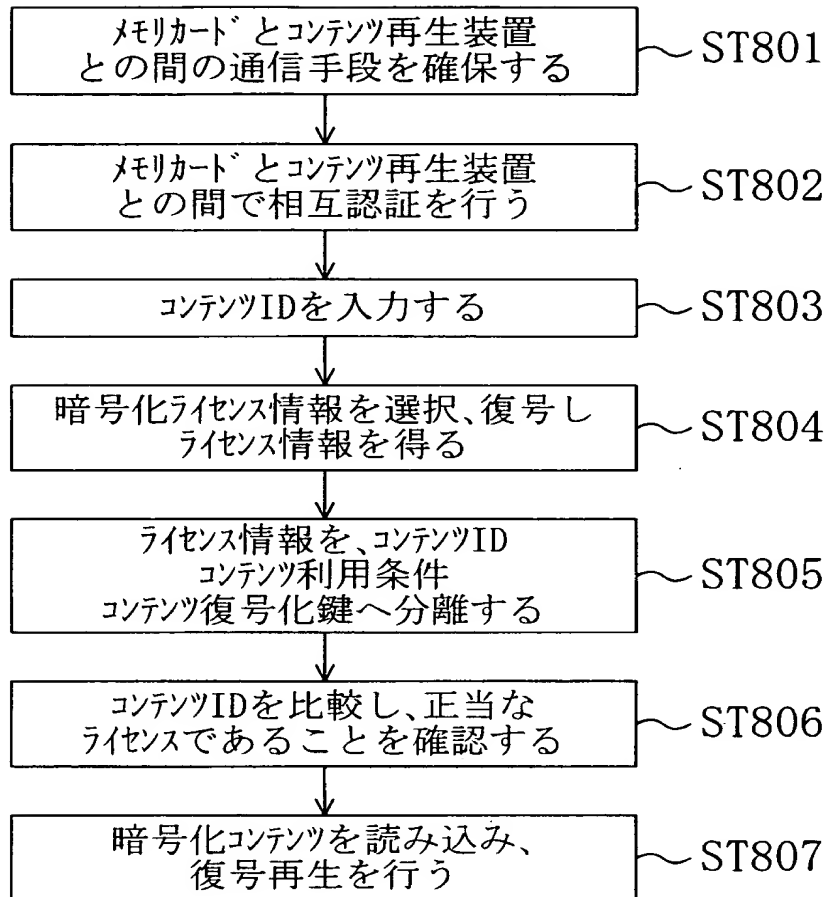 ﾒﾓﾘｶｰﾄﾞとｺﾝﾃﾝﾂ再生装置
との間の通信手段を確保する
ST801
ﾒﾓﾘｶｰﾄﾞとｺﾝﾃﾝﾂ再生装置
との間で相互認証を行う
ST802
ｺﾝﾃﾝﾂIDを入力する
ST803
暗号化ﾗｲｾﾝｽ情報を選択、復号し
ﾗｲｾﾝｽ情報を得る
ST804
ﾗｲｾﾝｽ情報を、ｺﾝﾃﾝﾂID
ｺﾝﾃﾝﾂ利用条件
ｺﾝﾃﾝﾂ復号化鍵へ分離する
ST805
ｺﾝﾃﾝﾂIDを比較し、正当な
ﾗｲｾﾝｽであることを確認する
ST806
暗号化ｺﾝﾃﾝﾂを読み込み、
復号再生を行う
ST807